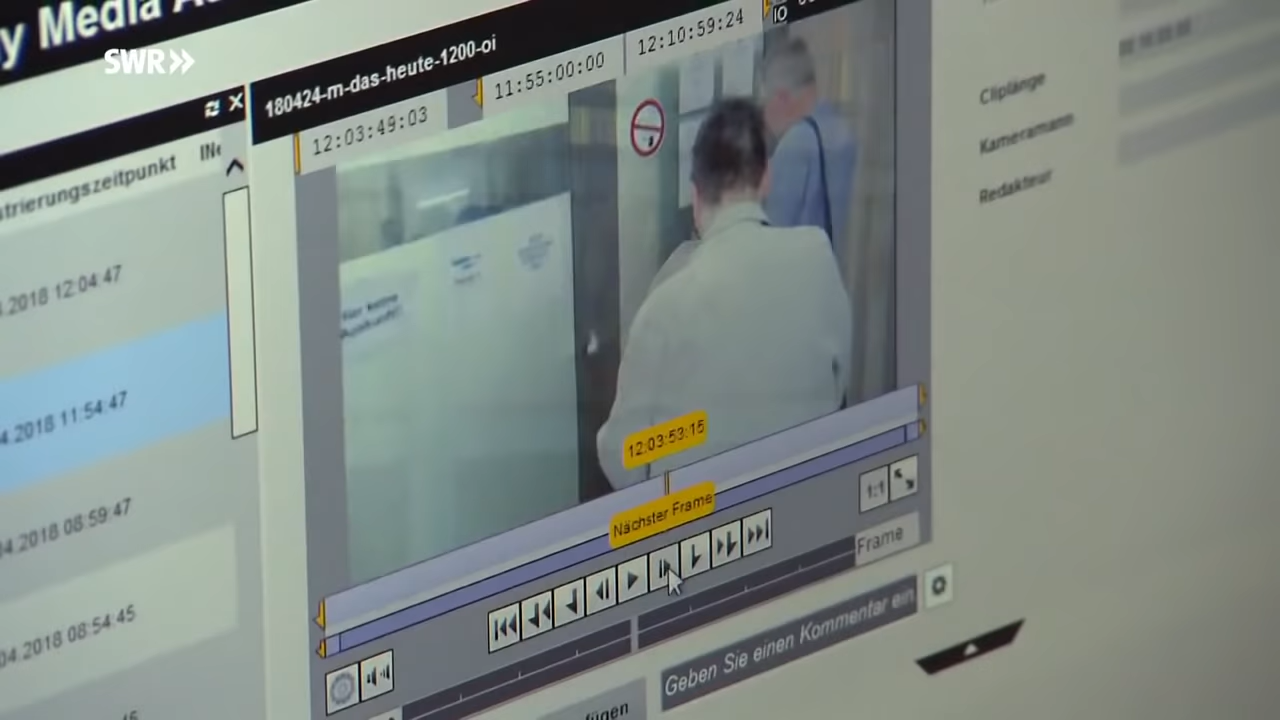 y Media A
SWR»
180424-m-das-heute-1200-oi
12:03:49:03
11:55:00:00
12:10:59:24
IO
trierungszeitpunkt
.2018 12:04:47
4.2018 11:54:47
04.2018 08:59:47
04.2018 08:54:45
Cliplänge
Kameramann
Redakteur
12:03:53:15
Nächster Frame
1:1
Frame
Geben Sie einen Kommentar ein
fügen